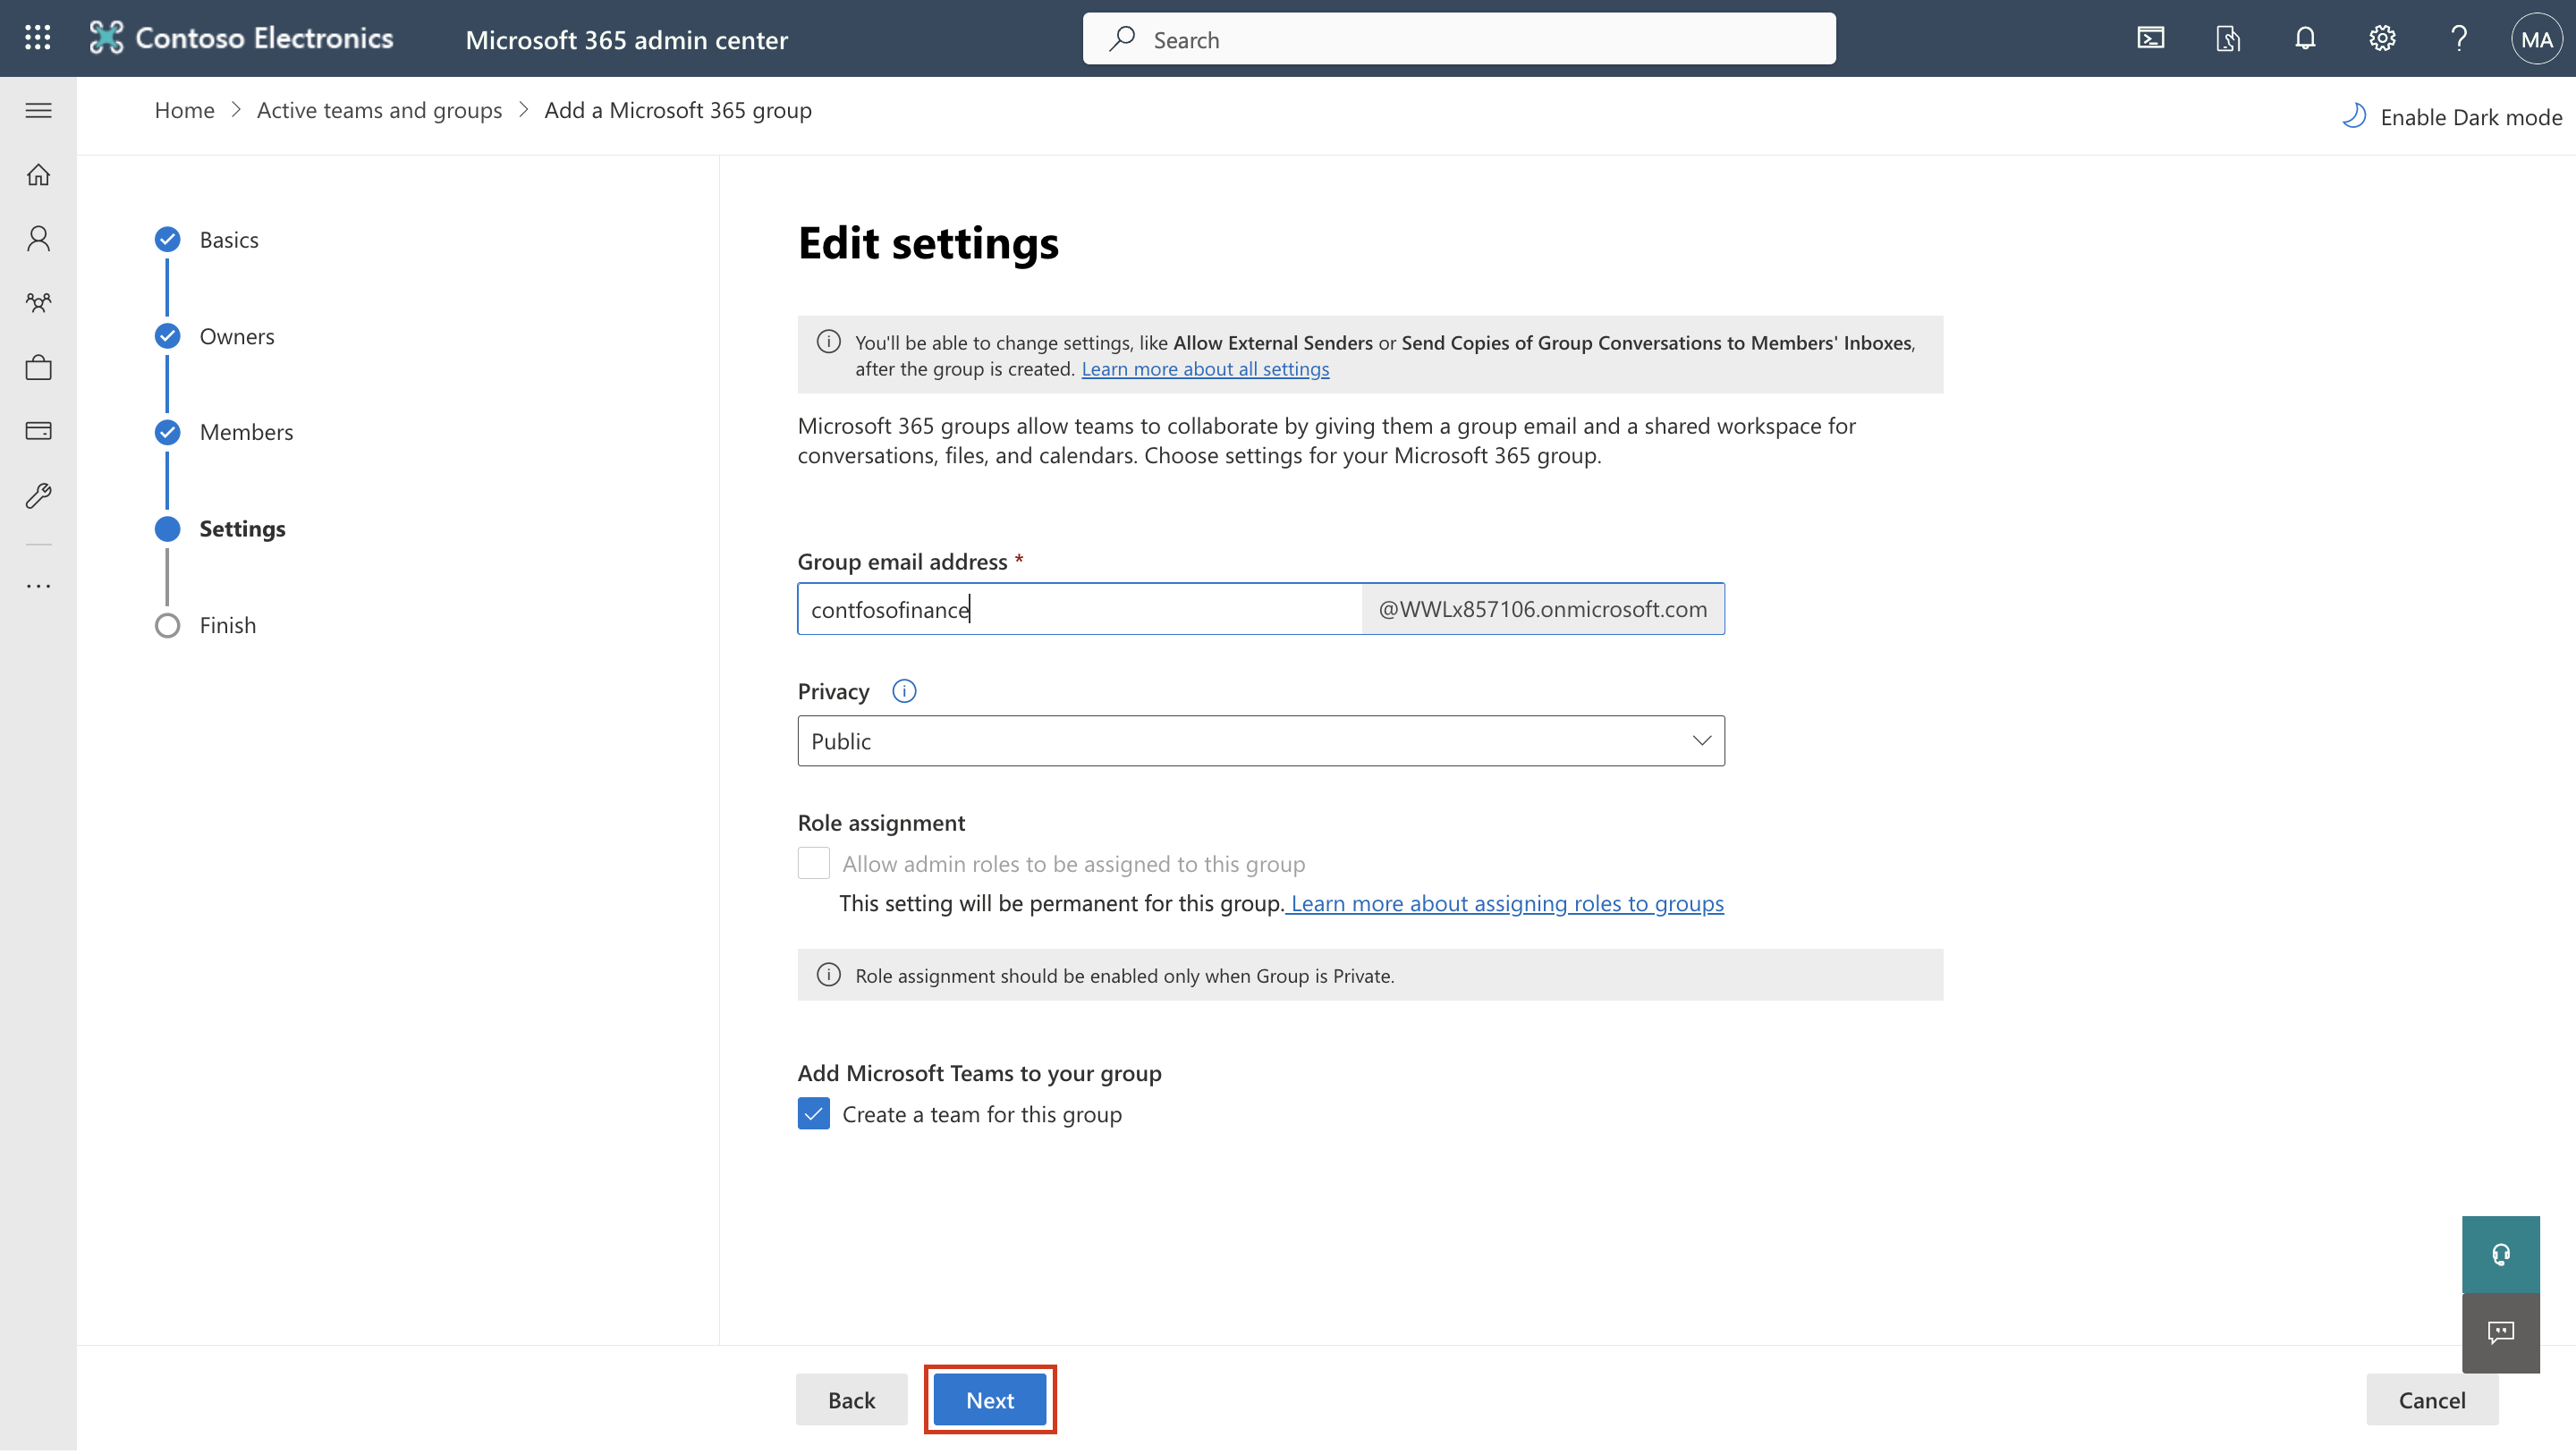 Contoso Electronics
Microsoft 365 admin center
Search
MA
Home > Active teams and groups > Add a Microsoft 365 group
Enable Dark mode
Basics
Owners
Members
Settings
Finish
Edit settings
You'll be able to change settings, like Allow External Senders or Send Copies of Group Conversations to Members' Inboxes,
after the group is created. Learn more about all settings
Microsoft 365 groups allow teams to collaborate by giving them a group email and a shared workspace for
conversations, files, and calendars. Choose settings for your Microsoft 365 group.
Group email address *
contfosofinance @WWLx857106.onmicrosoft.com
Privacy
Public
Role assignment
Allow admin roles to be assigned to this group
This setting will be permanent for this group. Learn more about assigning roles to groups
Role assignment should be enabled only when Group is Private.
Add Microsoft Teams to your group
Create a team for this group
Back
Next
Cancel